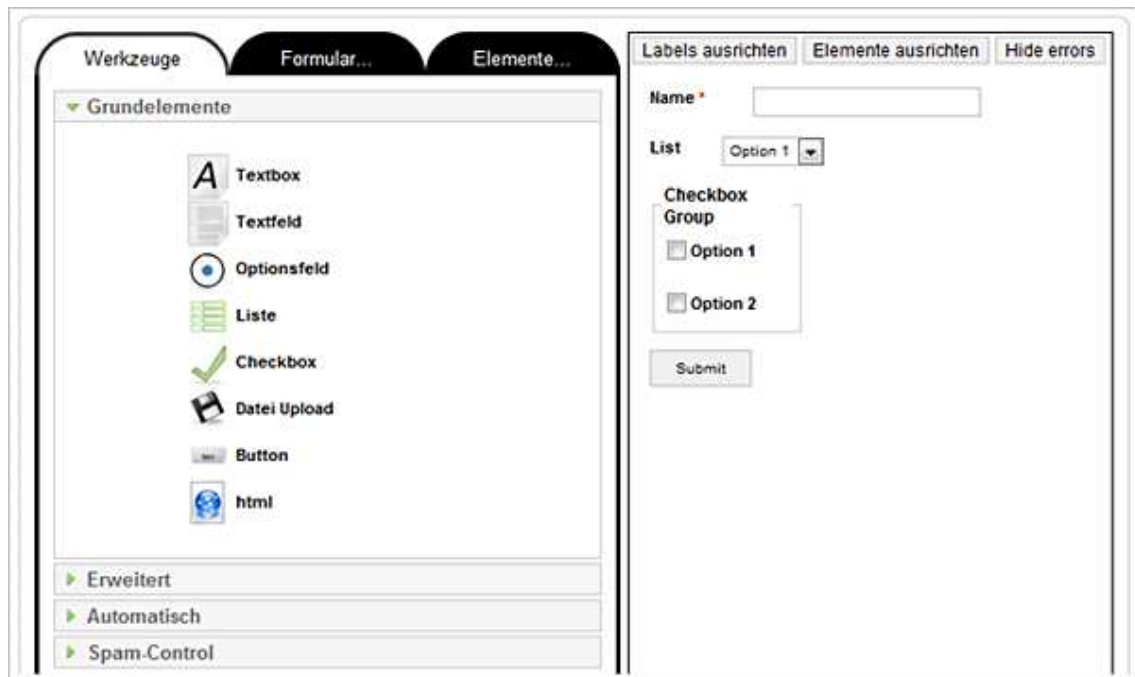 Werkzeuge
Formular...
Elemente...
Grundelemente
Textbox
Textfeld
Optionsfeld
Liste
Checkbox
Datei Upload
Button
html
Erweitert
Automatisch
Spam-Control
Labels ausrichten
Elemente ausrichten
Hide errors
Name *
List
Option 1
Checkbox
Group
Option 1
Option 2
Submit